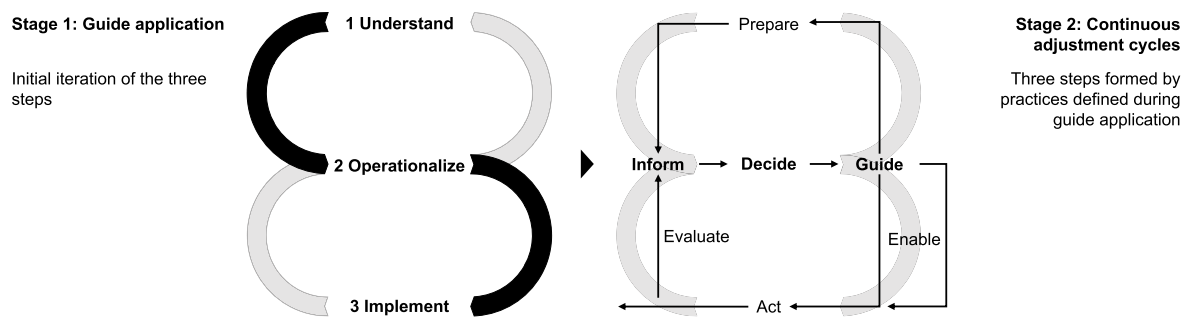 Stage 1: Guide application
Initial iteration of the three
steps
1 Understand
2 Operationalize
3 Implement
Prepare
Inform
Decide
Guide
Evaluate
Enable
Act
Stage 2: Continuous
adjustment cycles
Three steps formed by
practices defined during
guide application